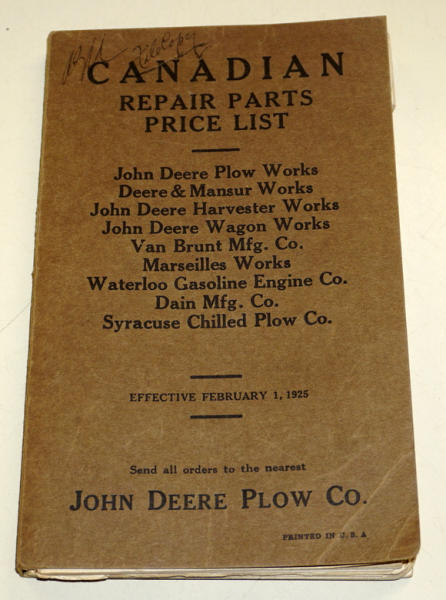 File Copy
CANADIAN
REPAIR PARTS
PRICE LIST
John Deere Plow Works
Deere & Mansur Works
John Deere Harvester Works
John Deere Wagon Works
Van Brunt Mfg. Co.
Marseilles Works
Waterloo Gasoline Engine Co.
Dain Mfg. Co.
Syracuse Chilled Plow Co.
EFFECTIVE FEBRUARY 1, 1925
Send all orders to the nearest
JOHN DEERE PLOW CO.
PRINTED IN U. S. A